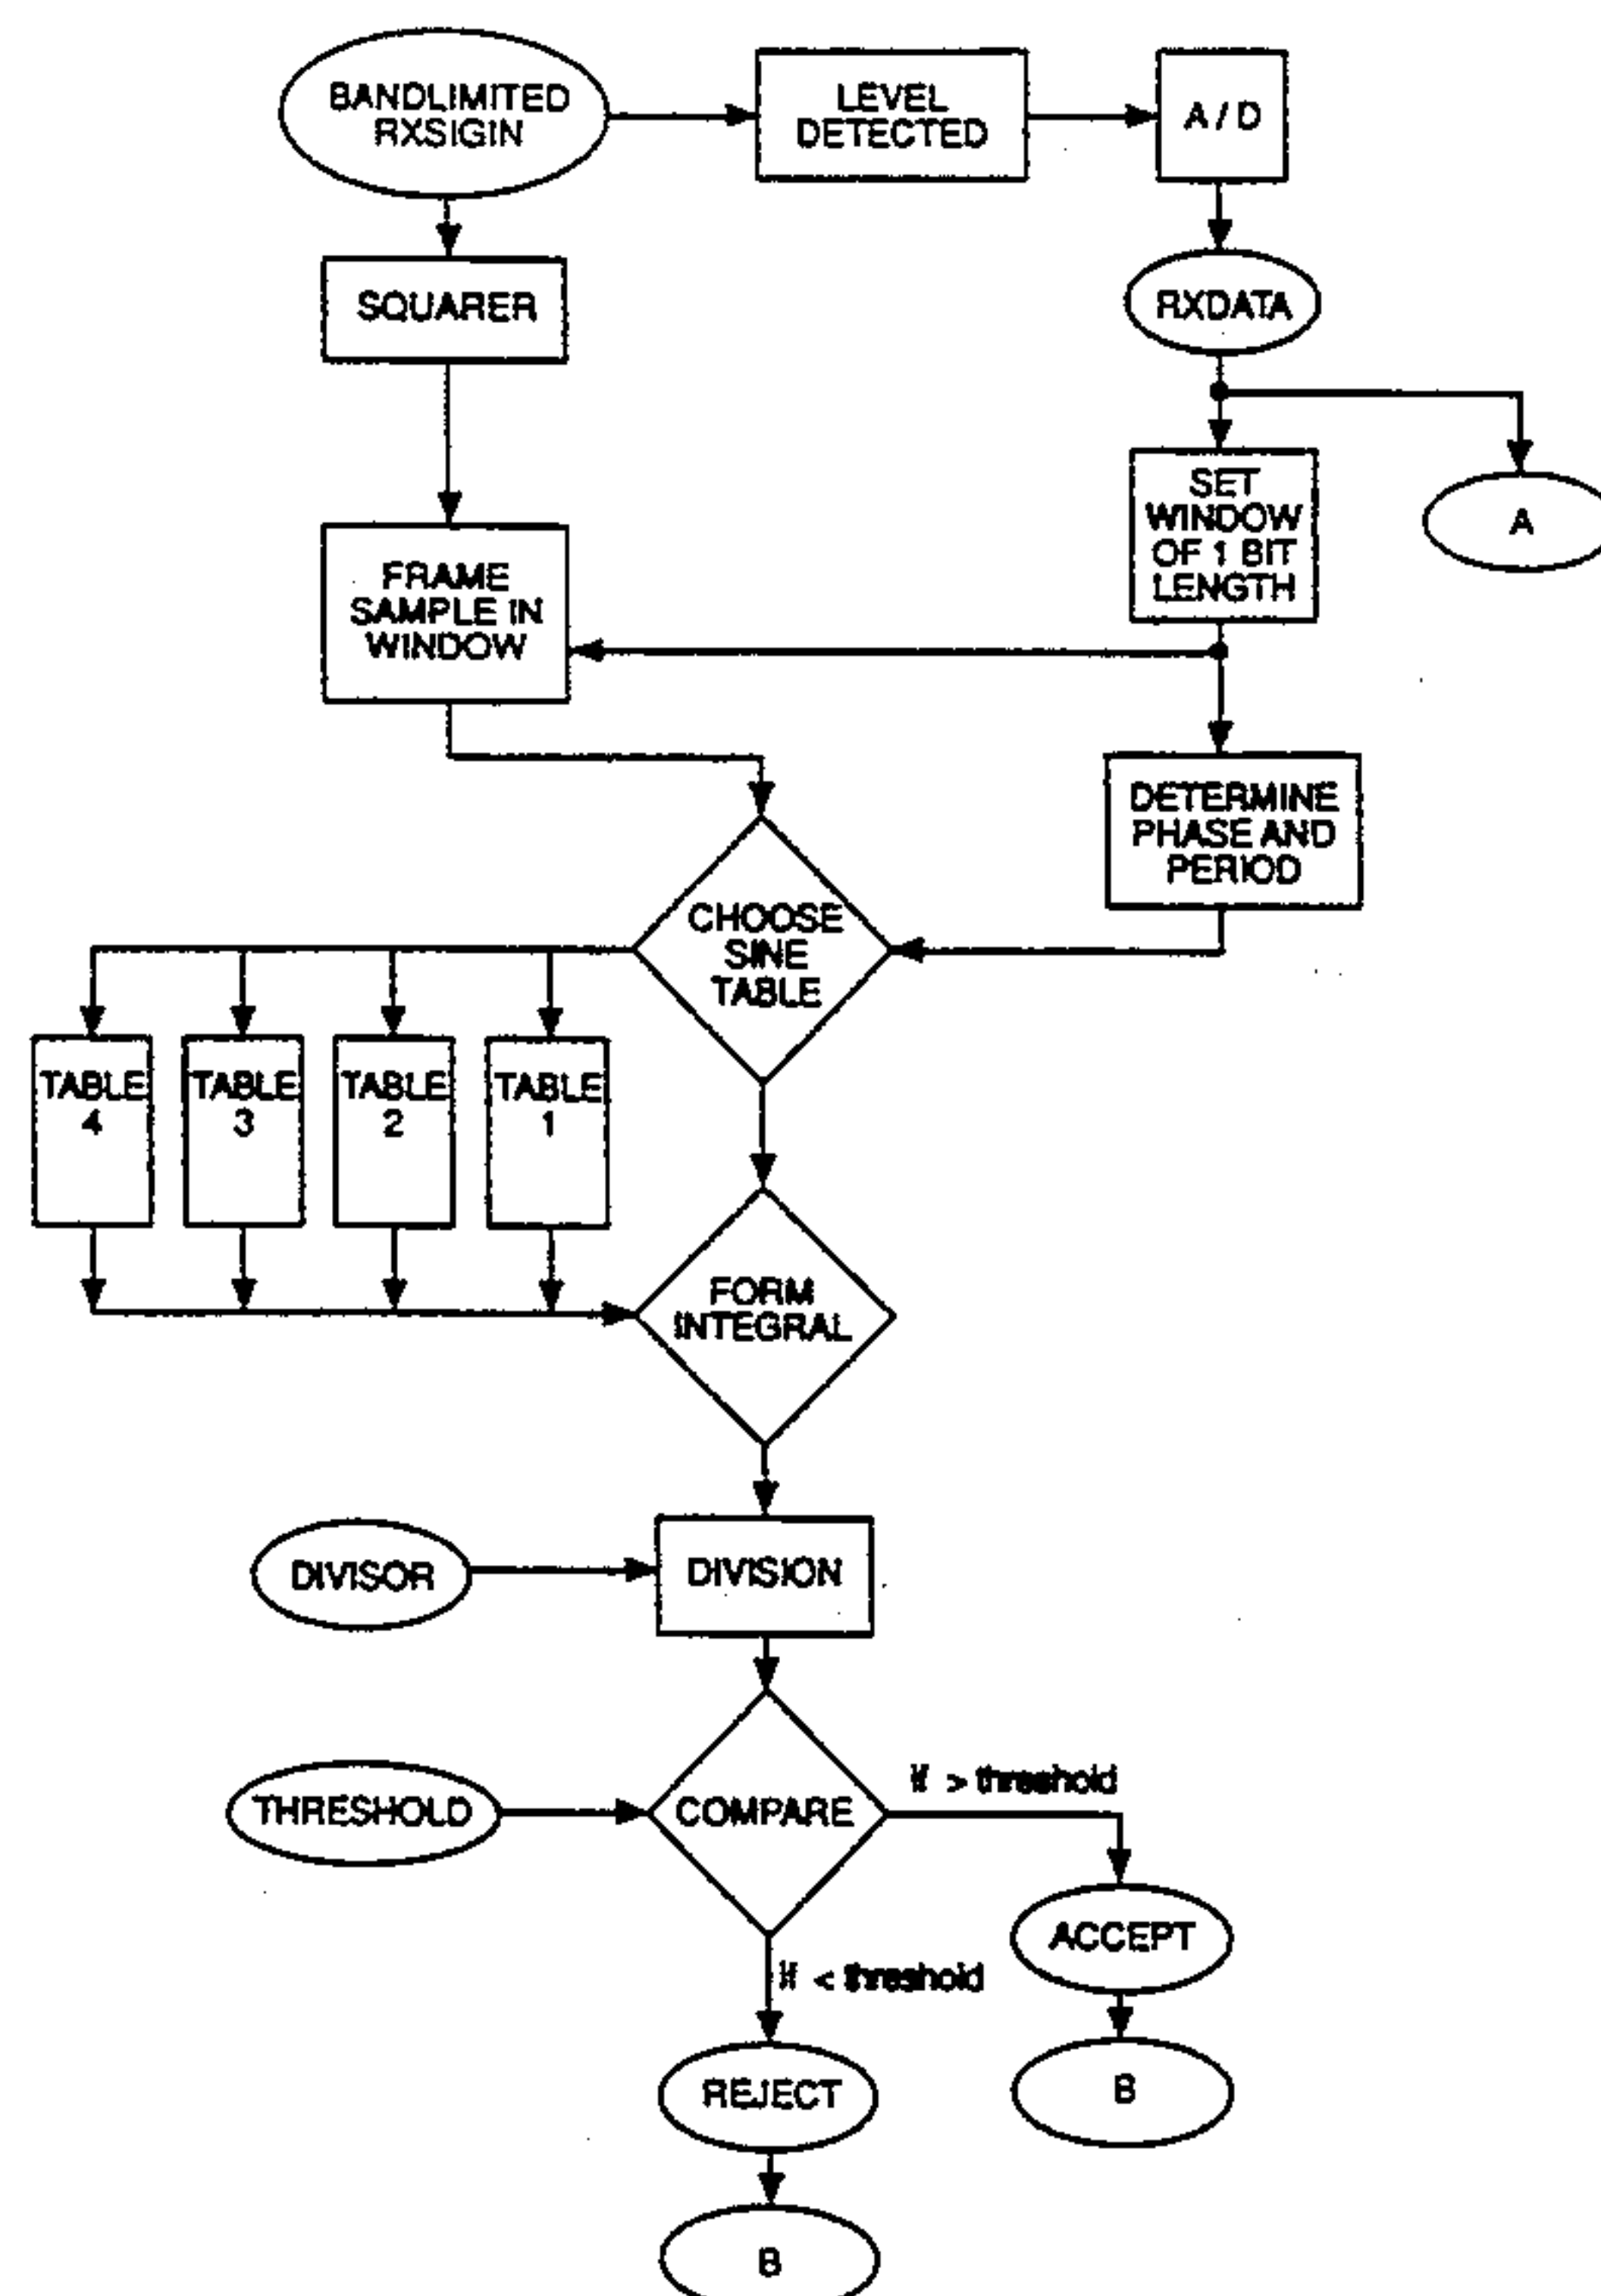 BANDLIMITED
RXSIGIN
LEVEL
DETECTED
A / D
SQUARER
RXDATA
SET
WINDOW
OF 1 BIT
LENGTH
A
FRAME
SAMPLE IN
WINDOW
DETERMINE
PHASE AND
PERIOD
CHOOSE
SINE
TABLE
TABLE
4
TABLE
3
TABLE
2
TABLE
1
FORM
INTEGRAL
DIVISOR
DIVISION
THRESHOLD
COMPARE
if > threshold
ACCEPT
If < threshold
REJECT
B
B